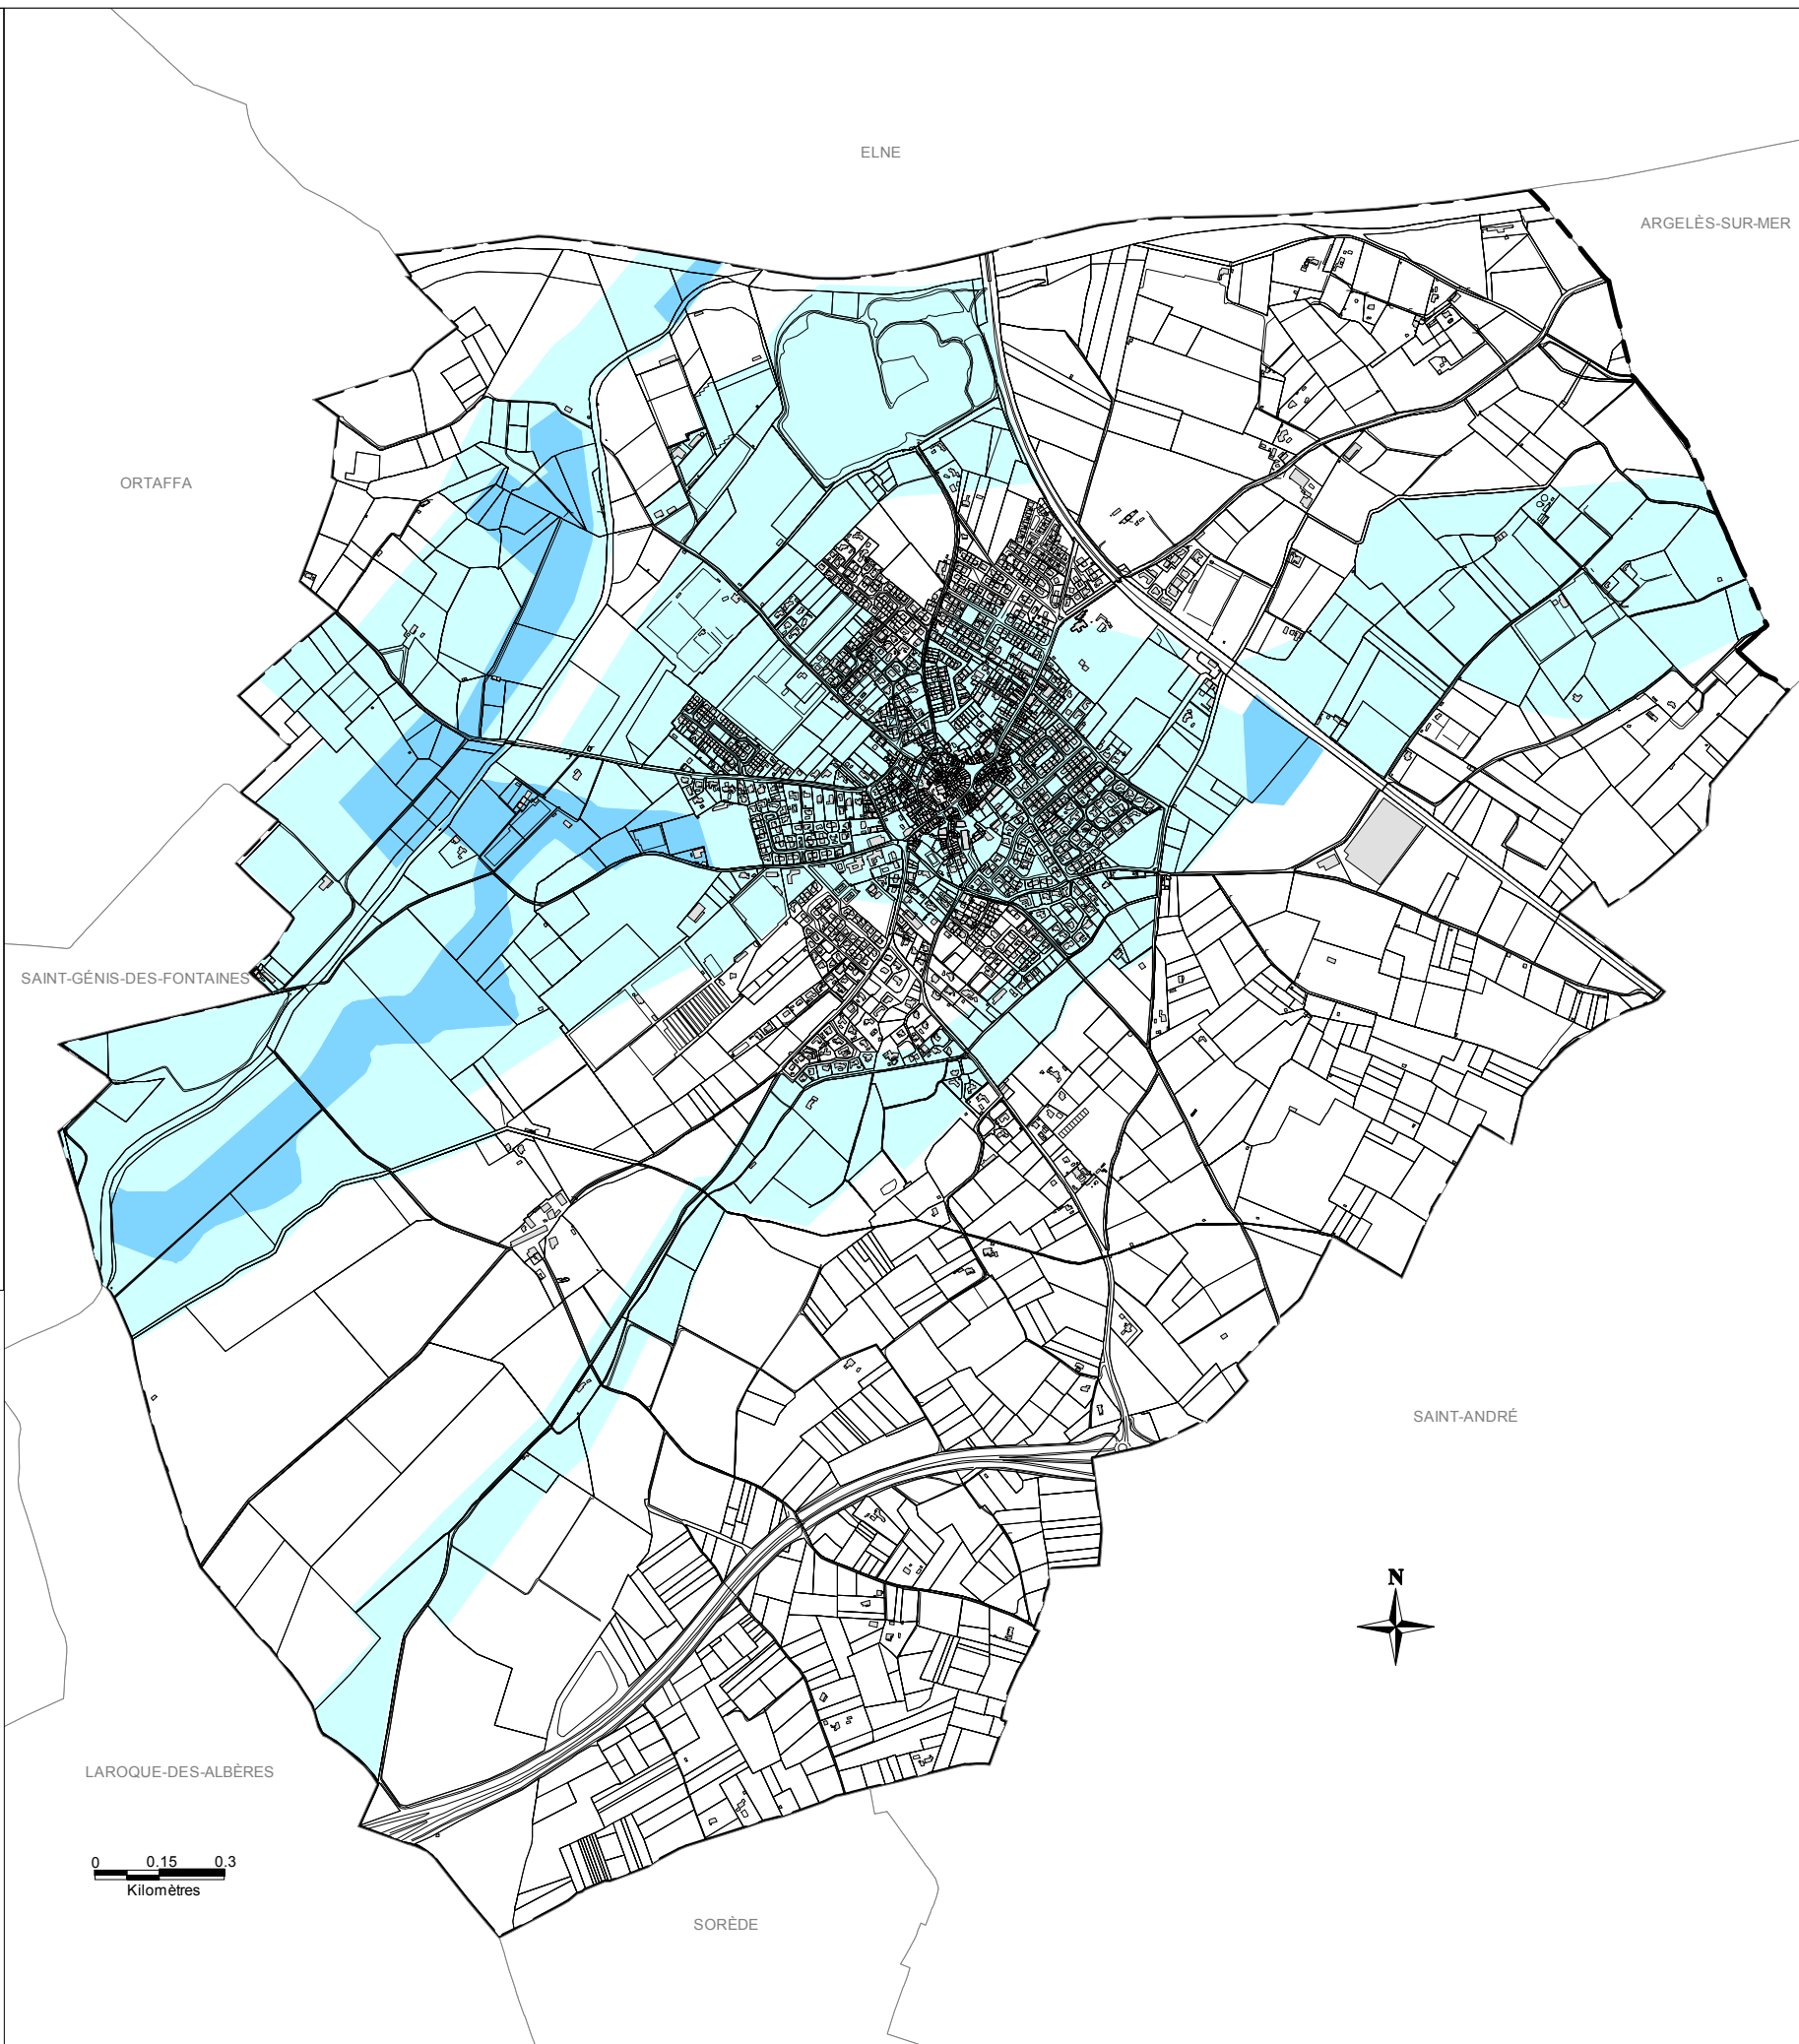 ELNE
ARGELÈS-SUR-MER
ORTAFFA
SAINT-GÉNIS-DES-FONTAINES
SAINT-ANDRÉ
N
LAROQUE-DES-ALBÈRES
0 0.15 0.3
Kilomètres
SORÈDE